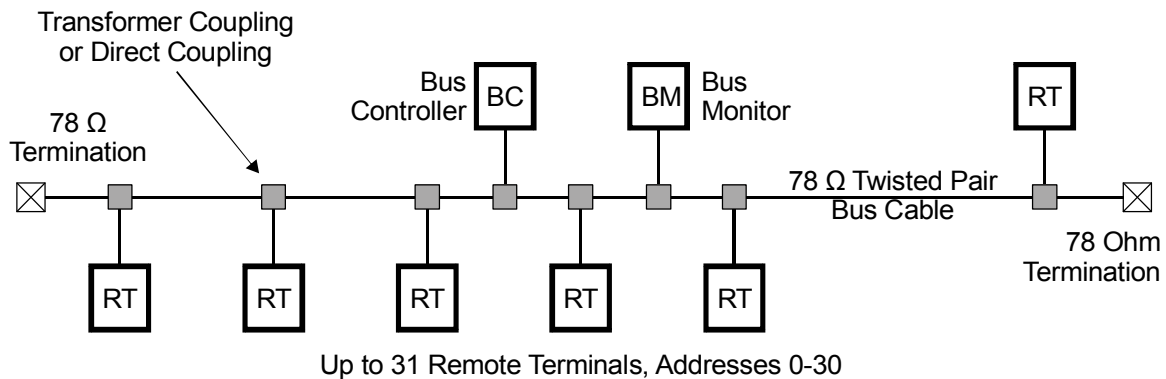 Transformer Coupling
or Direct Coupling
78 Ω
Termination
Bus
Controller
BC
BM
Bus
Monitor
RT
78 Ω Twisted Pair
Bus Cable
78 Ohm
Termination
RT
RT
RT
RT
RT
Up to 31 Remote Terminals, Addresses 0-30